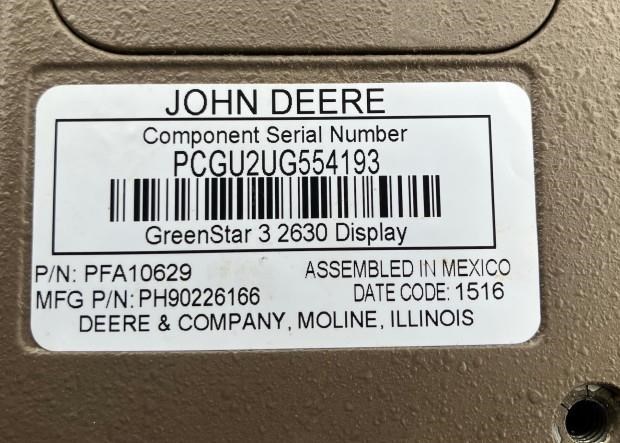 JOHN DEERE
Component Serial Number
PCGU2UG554193
GreenStar 3 2630 Display
P/N: PFA10629 ASSEMBLED IN MEXICO
MFG P/N: PH90226166 DATE CODE: 1516
DEERE & COMPANY, MOLINE, ILLINOIS